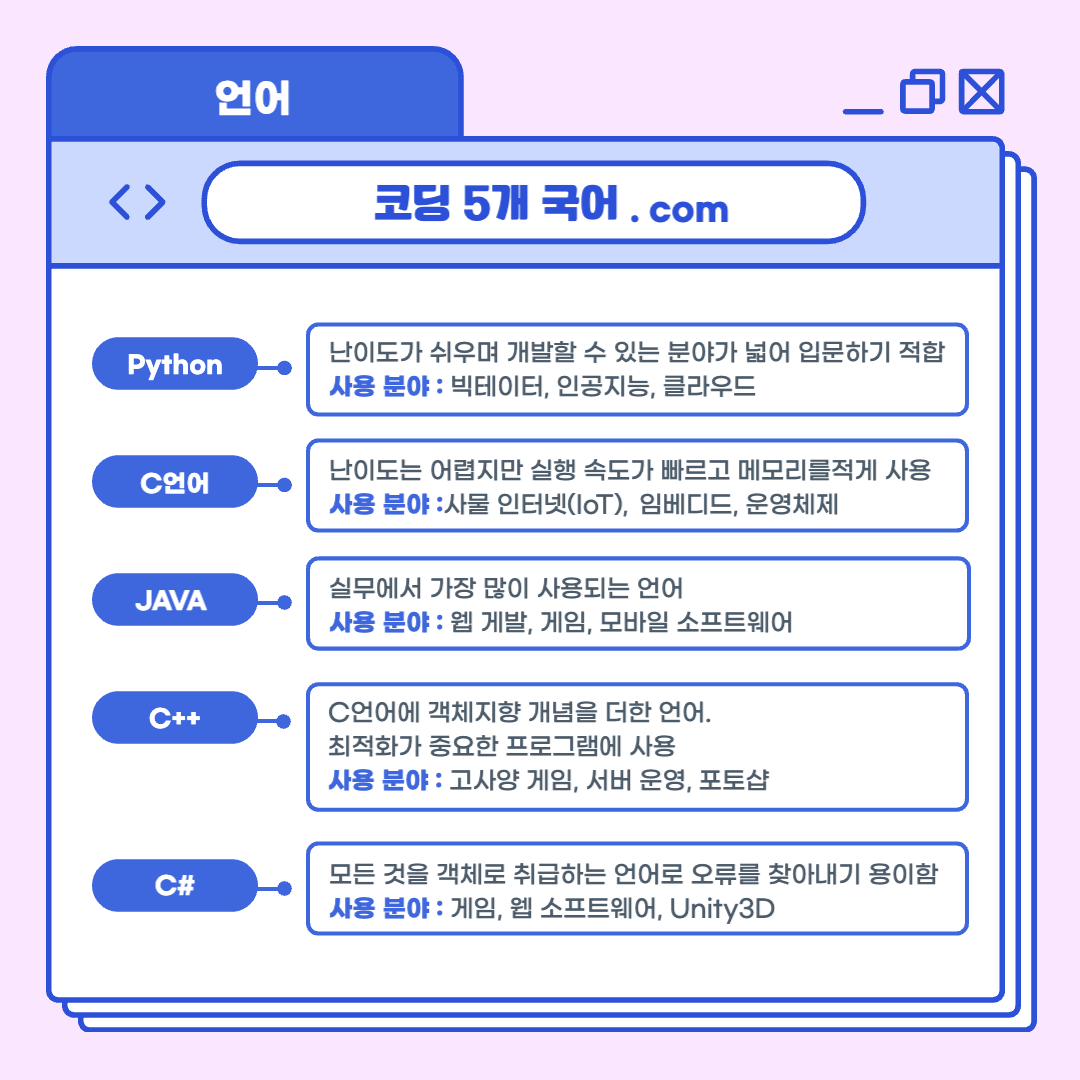 언어
코딩 5개 국어 . com
Python
난이도가 쉬우며 개발할 수 있는 분야가 넓어 입문하기 적합
사용 분야 : 빅테이터, 인공지능, 클라우드
C언어
난이도는 어렵지만 실행 속도가 빠르고 메모리를적게 사용
사용 분야 :사물 인터넷(IoT), 임베디드, 운영체제
JAVA
실무에서 가장 많이 사용되는 언어
사용 분야 : 웹 게발, 게임, 모바일 소프트웨어
C++
C언어에 객체지향 개념을 더한 언어.
최적화가 중요한 프로그램에 사용
사용 분야 : 고사양 게임, 서버 운영, 포토샵
C#
모든 것을 객체로 취급하는 언어로 오류를 찾아내기 용이함
사용 분야 : 게임, 웹 소프트웨어, Unity3D